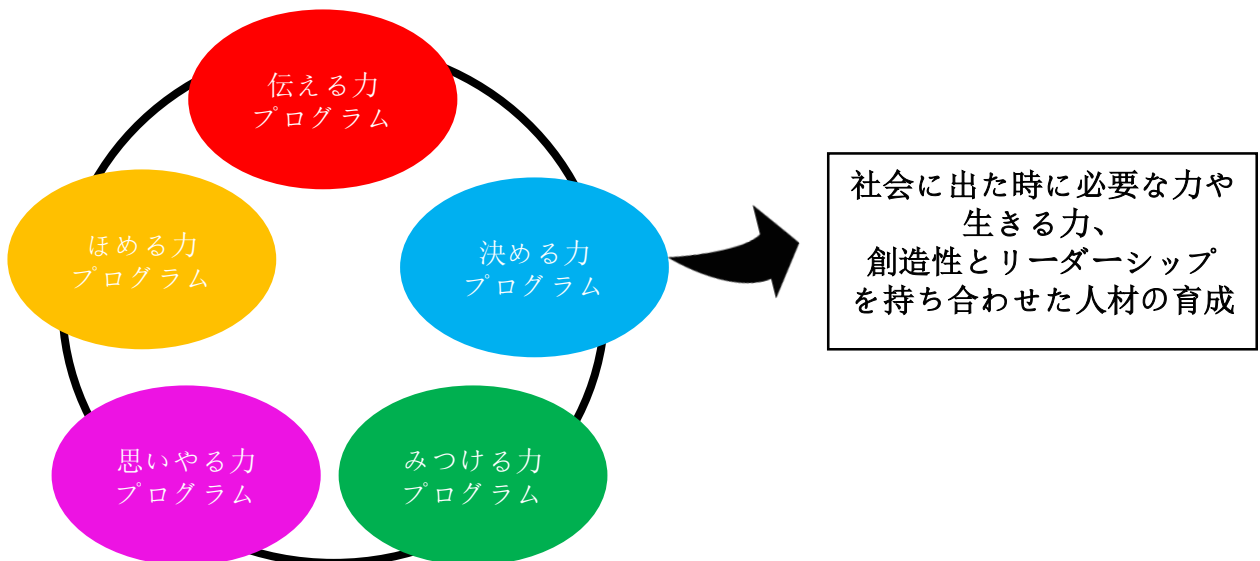 伝える力
プログラム
ほめる力
プログラム
決める力
プログラム
思いやる力
プログラム
みつける力
プログラム
社会に出た時に必要な力や
生きる力、
創造性とリーダーシップ
を持ち合わせた人材の育成